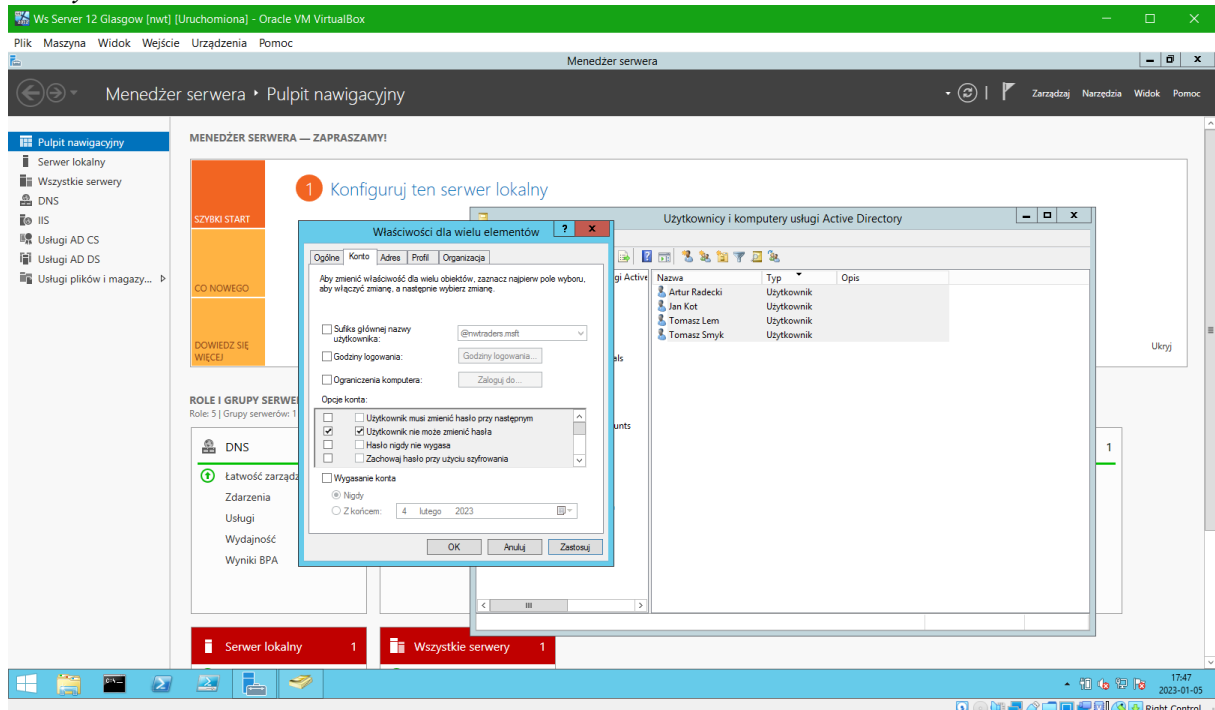 Ws Server 12 Glasgow [nwt] [Uruchomiona] - Oracle VM VirtualBox
Plik Maszyna Widok Wejście Urządzenia Pomoc
Menedżer serwera
Menedżer serwera Pulpit nawigacyjny
Zarządzaj Narzędzia Widok Pomoc
Pulpit nawigacyjny
Serwer lokalny
Wszystkie serwery
DNS
IIS
Usługi AD CS
Usługi AD DS
Usługi plików i magazy...
MENEDŻER SERWERA — ZAPRASZAMY!
SZYBKI START
CO NOWEGO
DOWIEDZ SIĘ
WIĘCEJ
1 Konfiguruj ten serwer lokalny
Ukryj
ROLE I GRUPY SERWE
Role: 5 | Grupy serwerów: 1
DNS
Łatwość zarządz
Zdarzenia
Usługi
Wydajność
Wyniki BPA
1
Serwer lokalny 1
Wszystkie serwery 1
Właściwości dla wielu elementów ? x
Ogólne Konto Adres Profil Organizacja
Aby zmienić właściwość dla wielu obiektów, zaznacz najpierw pole wyboru,
aby włączyć zmianę, a następnie wybierz zmianę.
Sufiks głównej nazwy
użytkownika:
@nwtraders.msft
Godziny logowania:
Godziny logowania...
Ograniczenia komputera:
Zaloguj do...
Opcje konta:
Użytkownik musi zmienić hasło przy następnym
Użytkownik nie może zmienić hasła
Hasło nigdy nie wygasa
Zachowaj hasło przy użyciu szyfrowania
Wygasanie konta
Nigdy
Z końcem: 4 lutego 2023
OK Anuluj Zastosuj
Użytkownicy i komputery usługi Active Directory
gi Active
als
unts
Nazwa Typ Opis
Artur Radecki Użytkownik
Jan Kot Użytkownik
Tomasz Lem Użytkownik
Tomasz Smyk Użytkownik
17:47
2023-01-05
Right Control